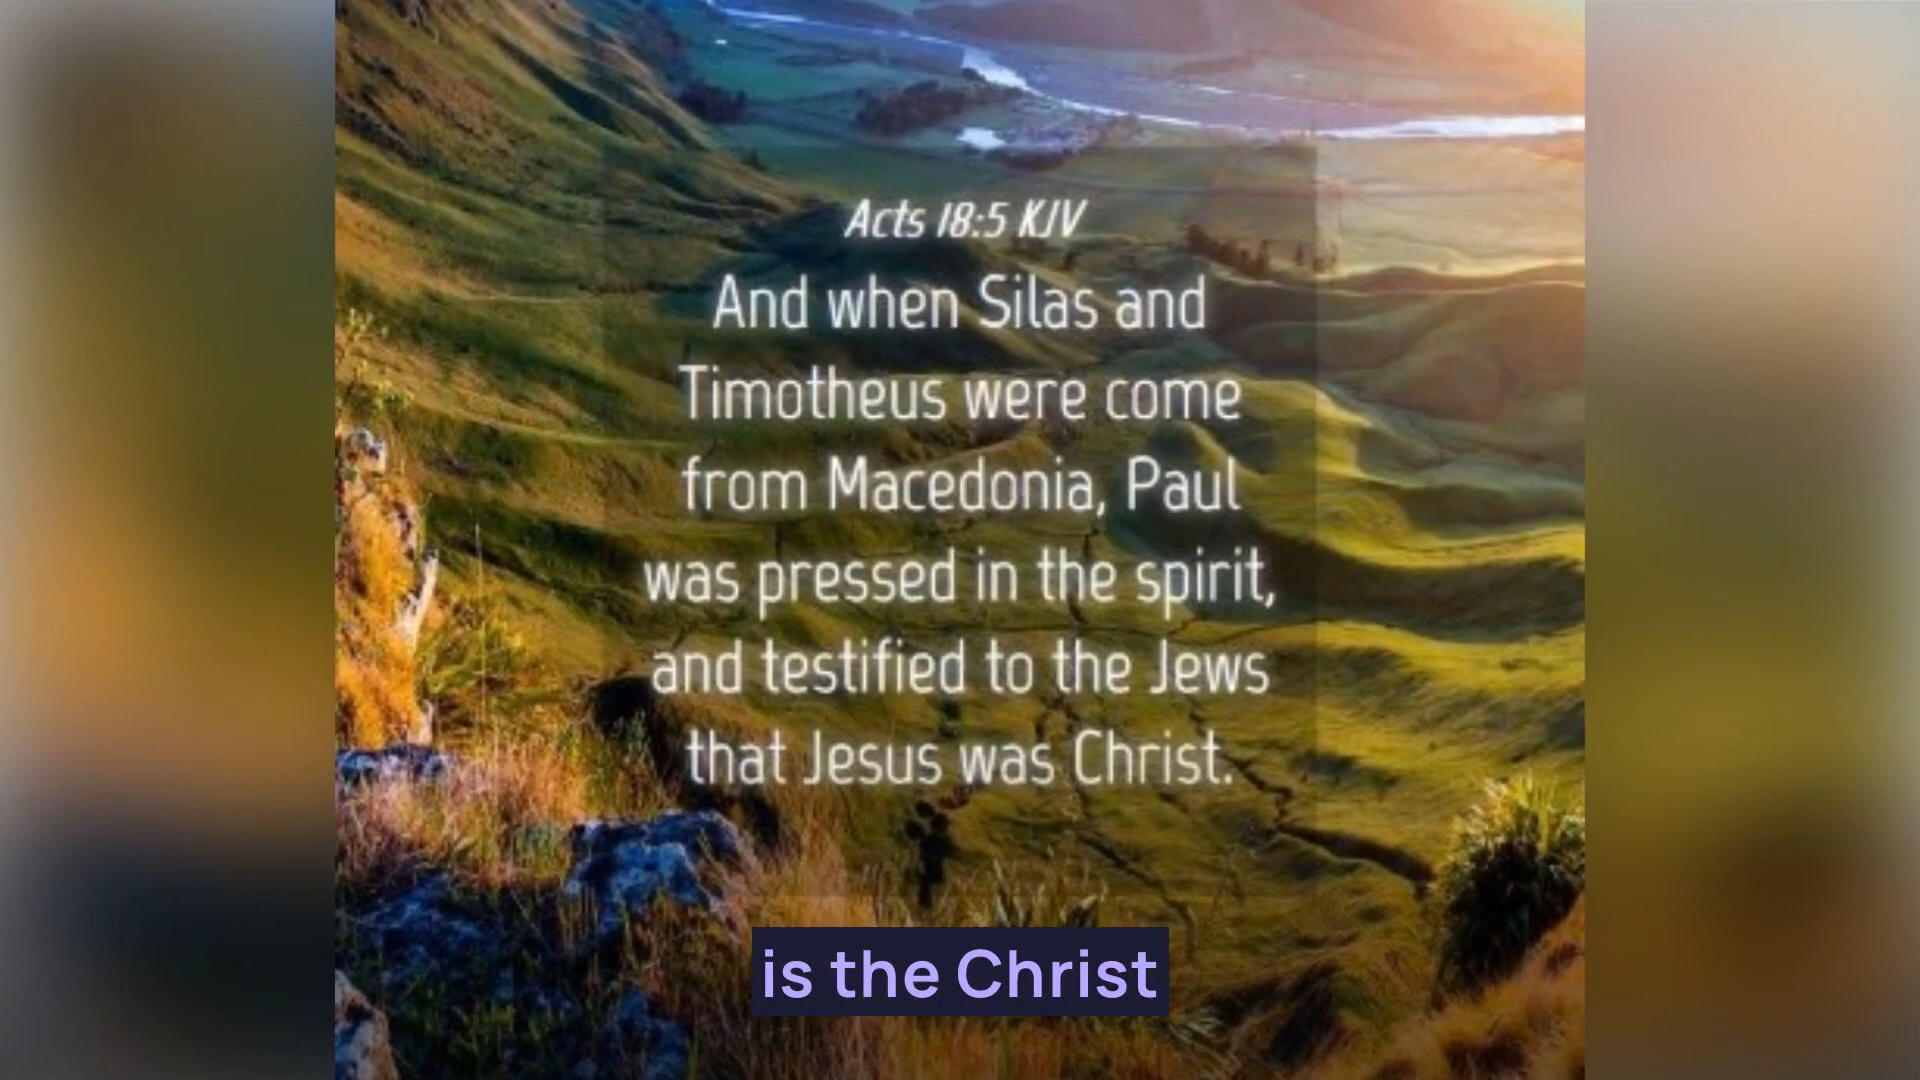 Acts 18:5 KJV
And when Silas and
Timotheus were come
from Macedonia, Paul
was pressed in the spirit,
and testified to the Jews
that Jesus was Christ.
is the Christ